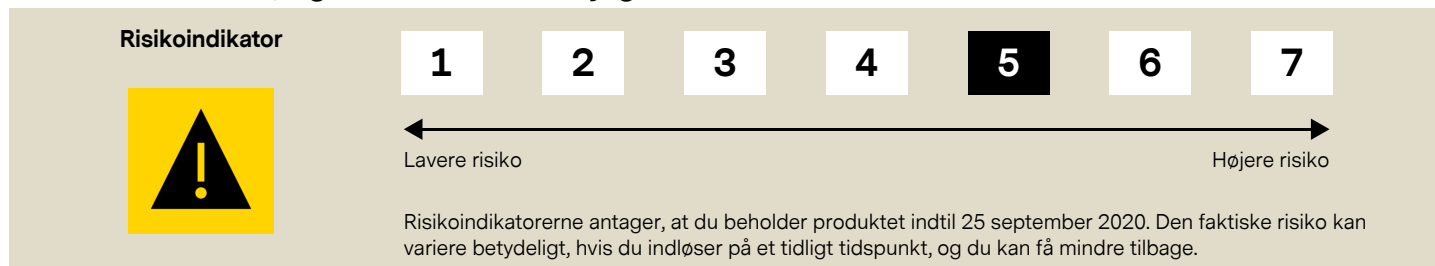 Risikoindikator
1 2 3 4 5 6 7
Lavere risiko Højere risiko
Risikoindikatorerne antager, at du beholder produktet indtil 25 september 2020. Den faktiske risiko kan
variere betydeligt, hvis du indløser på et tidligt tidspunkt, og du kan få mindre tilbage.